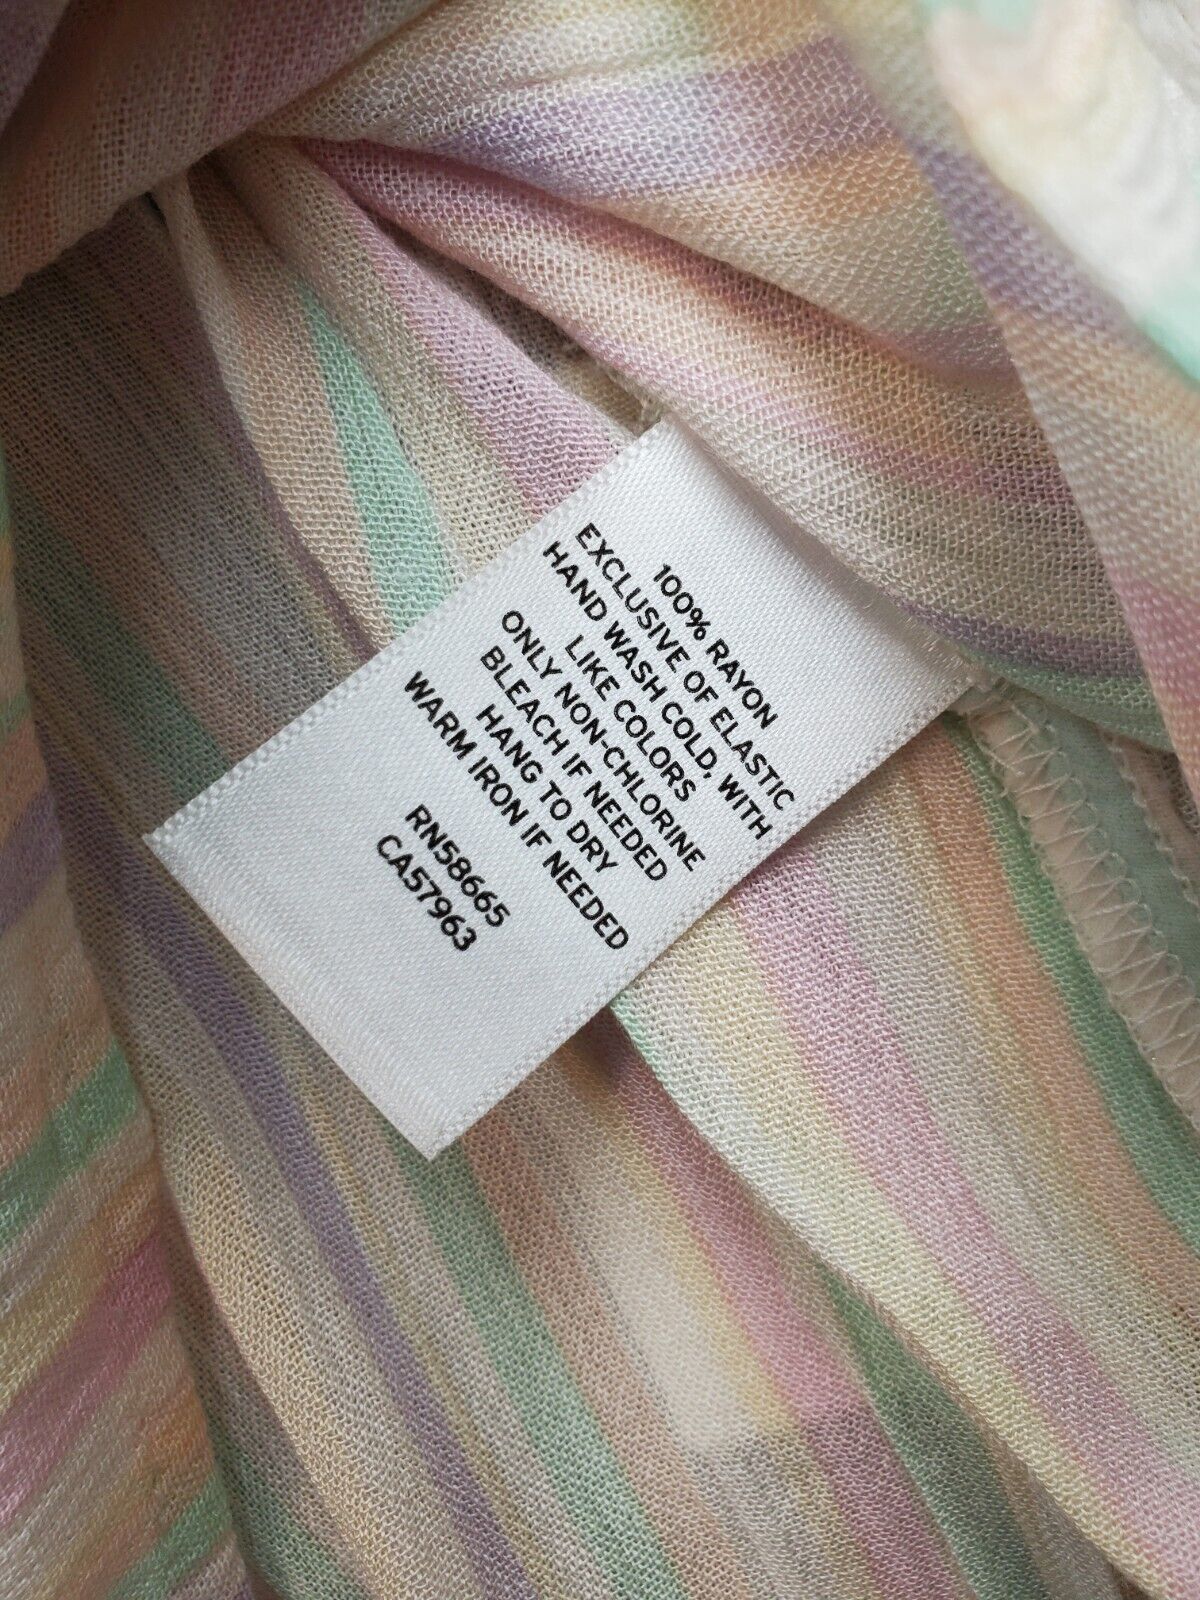 100% RAYON
EXCLUSIVE OF ELASTIC
HAND WASH COLD, WITH
LIKE COLORS
ONLY NON-CHLORINE
BLEACH IF NEEDED
HANG TO DRY
WARM IRON IF NEEDED
RN58665
CA57963